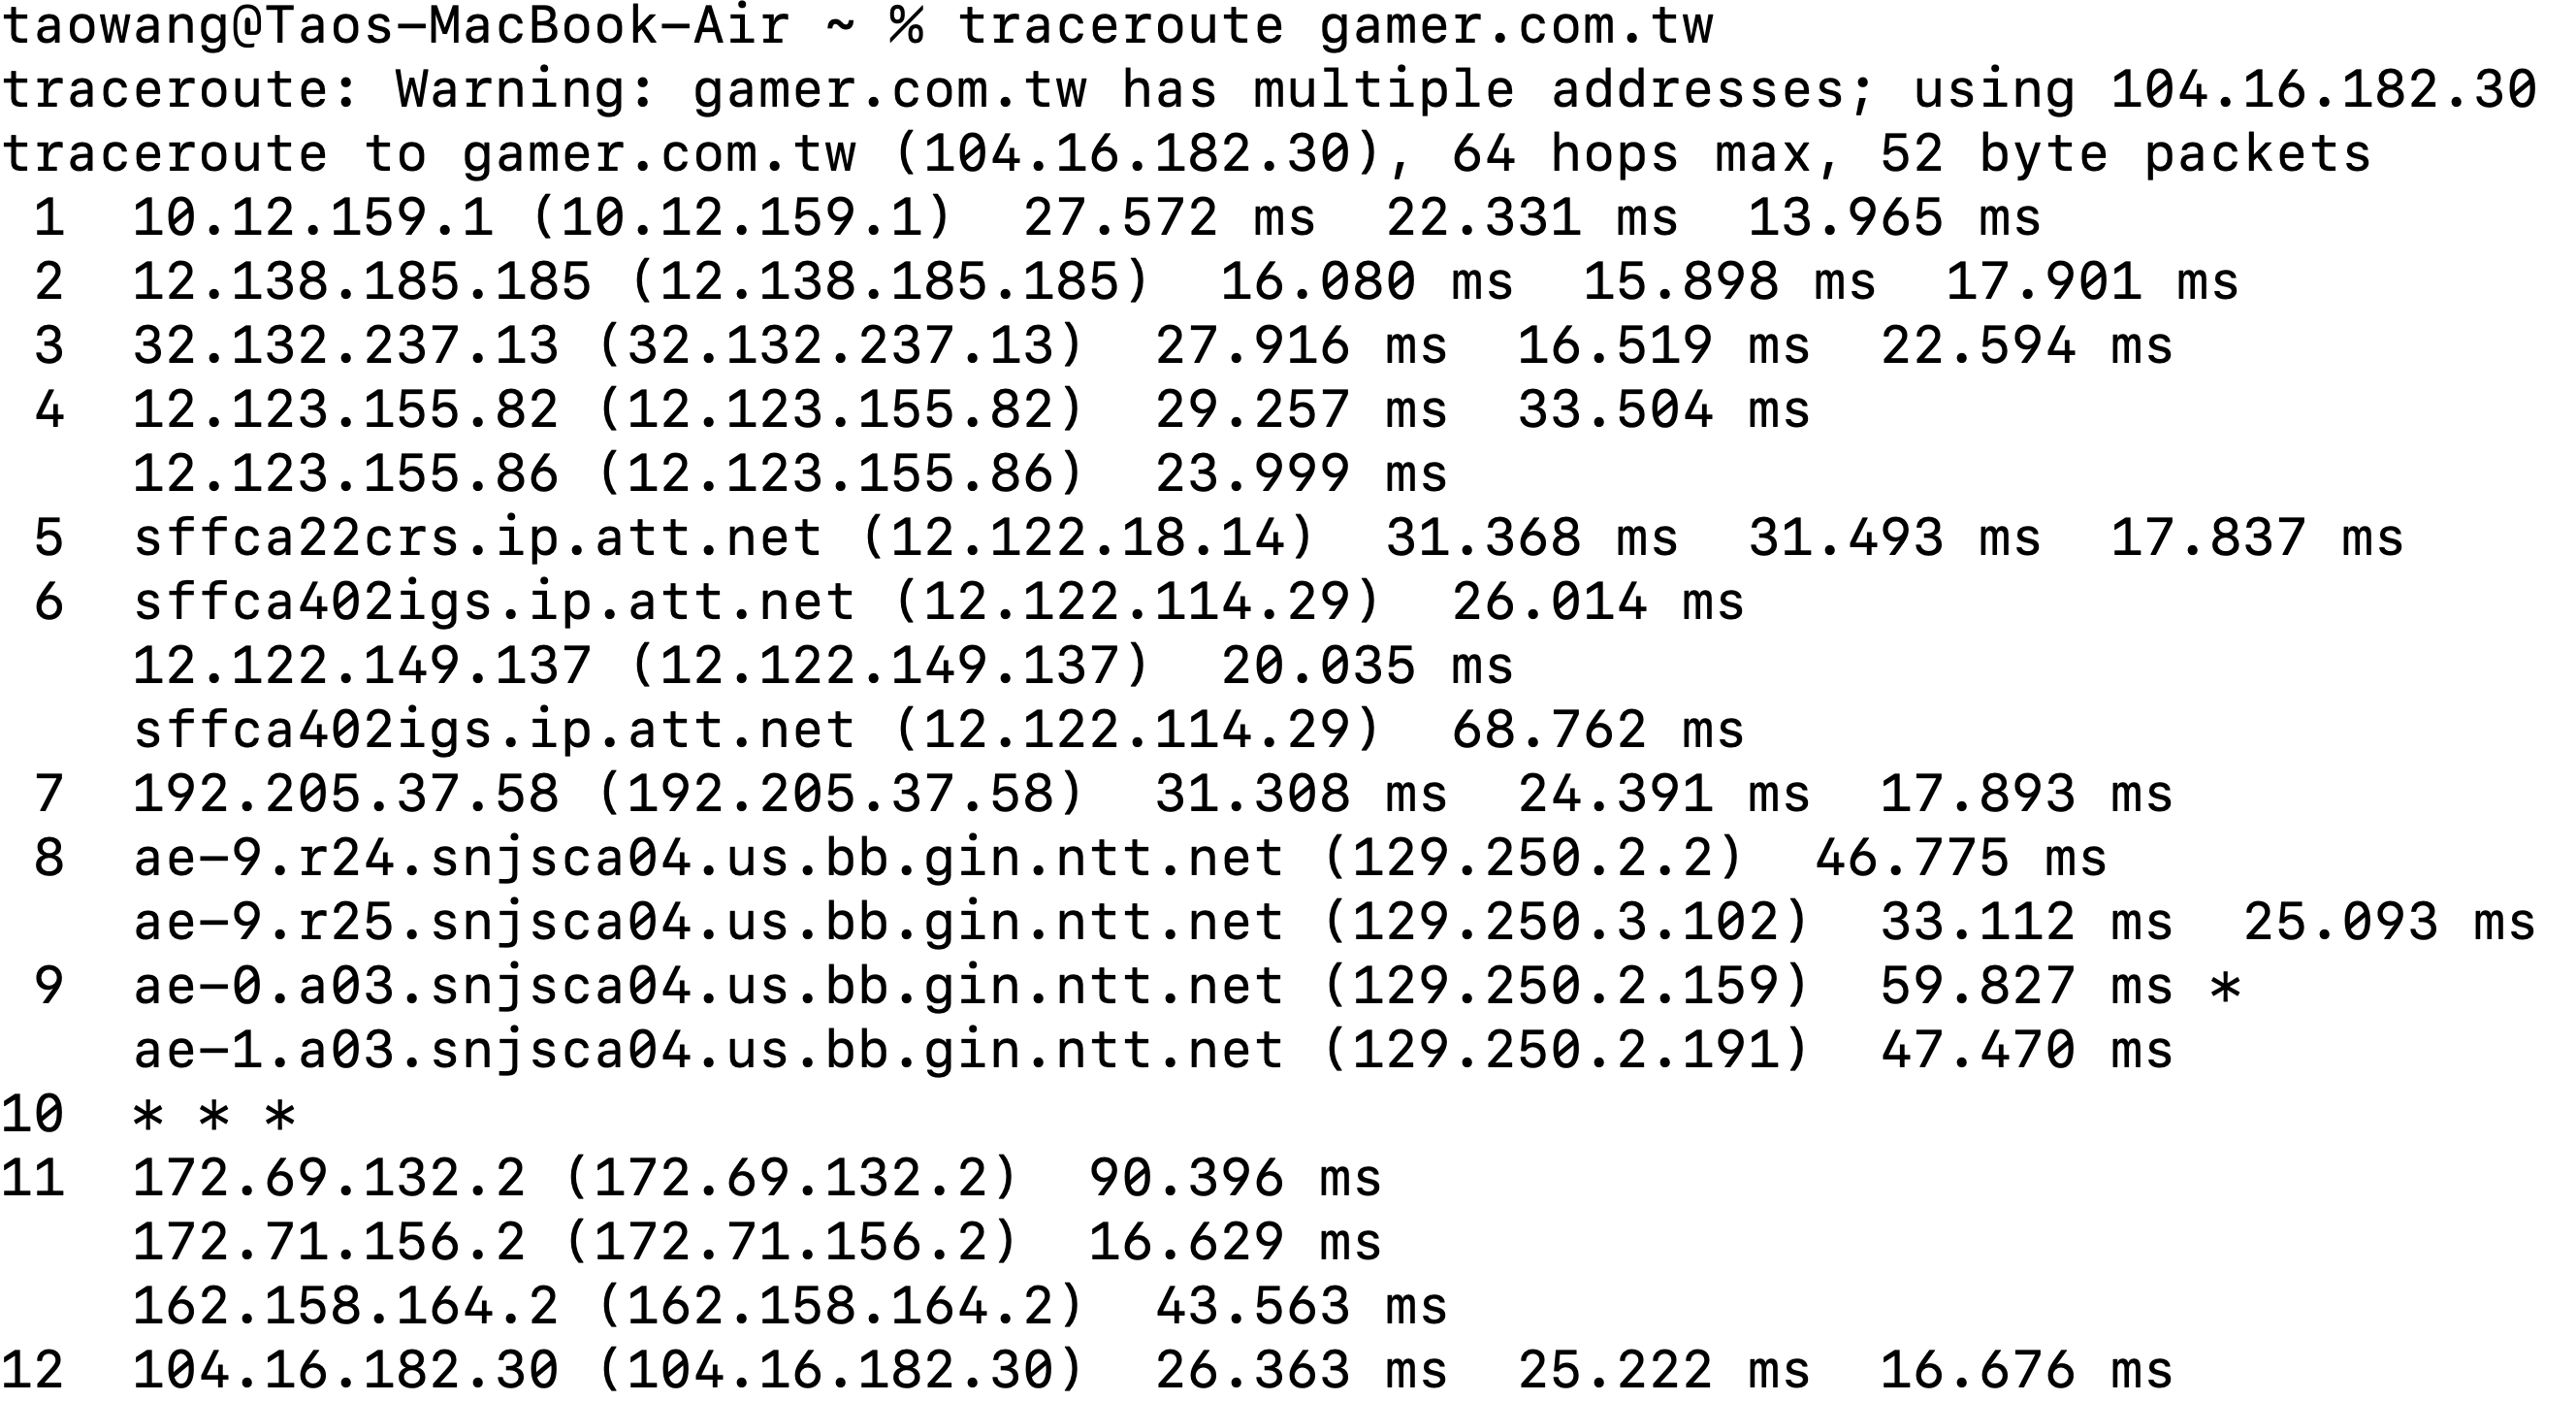 taowang@Taos-MacBook-Air ~ % traceroute gamer.com.tw
traceroute: Warning: gamer.com.tw has multiple addresses; using 104.16.182.30
traceroute to gamer.com.tw (104.16.182.30), 64 hops max, 52 byte packets
 1  10.12.159.1 (10.12.159.1)  27.572 ms  22.331 ms  13.965 ms
 2  12.138.185.185 (12.138.185.185)  16.080 ms  15.898 ms  17.901 ms
 3  32.132.237.13 (32.132.237.13)  27.916 ms  16.519 ms  22.594 ms
 4  12.123.155.82 (12.123.155.82)  29.257 ms  33.504 ms
    12.123.155.86 (12.123.155.86)  23.999 ms
 5  sffca22crs.ip.att.net (12.122.18.14)  31.368 ms  31.493 ms  17.837 ms
 6  sffca402igs.ip.att.net (12.122.114.29)  26.014 ms
    12.122.149.137 (12.122.149.137)  20.035 ms
    sffca402igs.ip.att.net (12.122.114.29)  68.762 ms
 7  192.205.37.58 (192.205.37.58)  31.308 ms  24.391 ms  17.893 ms
 8  ae-9.r24.snjsca04.us.bb.gin.ntt.net (129.250.2.2)  46.775 ms
    ae-9.r25.snjsca04.us.bb.gin.ntt.net (129.250.3.102)  33.112 ms  25.093 ms
 9  ae-0.a03.snjsca04.us.bb.gin.ntt.net (129.250.2.159)  59.827 ms *
    ae-1.a03.snjsca04.us.bb.gin.ntt.net (129.250.2.191)  47.470 ms
10  * * *
11  172.69.132.2 (172.69.132.2)  90.396 ms
    172.71.156.2 (172.71.156.2)  16.629 ms
    162.158.164.2 (162.158.164.2)  43.563 ms
12  104.16.182.30 (104.16.182.30)  26.363 ms  25.222 ms  16.676 ms